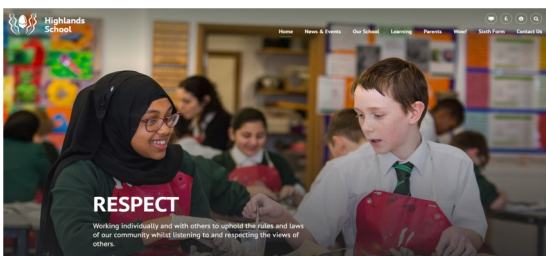 Highlands
School
Home News & Events Our School Learning Parents Wow! Sixth Form Contact Us
RESPECT
Working individually and with others to uphold the rules and laws
of our community whilst listening to and respecting the views of
others.